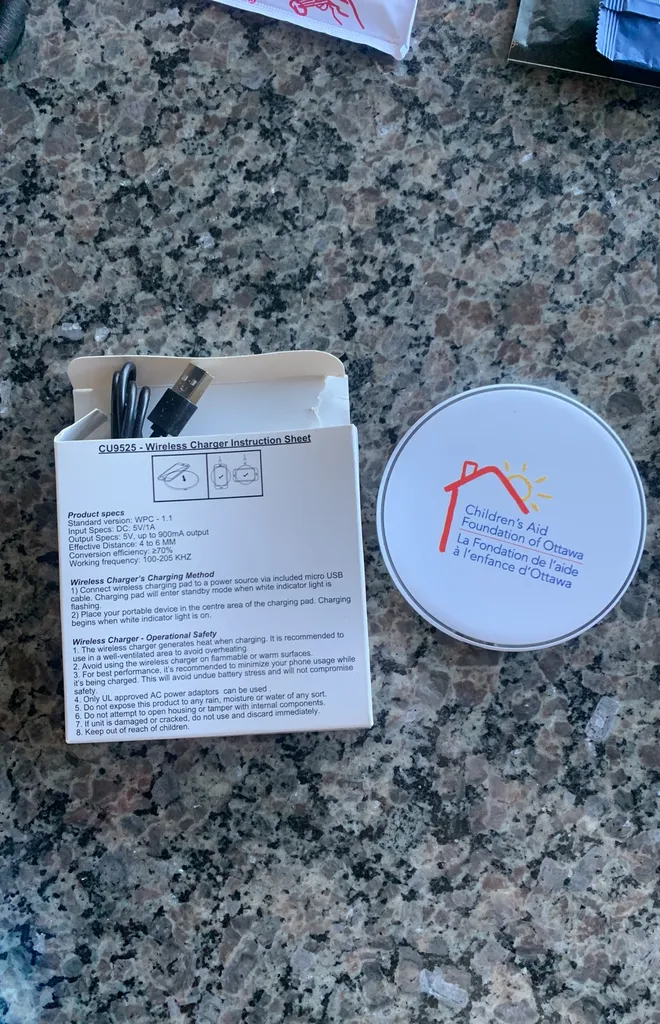 CU9525 - Wireless Charger Instruction Sheet
Product specs
Standard version: WPC - 1.1
Input Specs: DC: 5V/1A
Output Specs: 5V, up to 900mA output
Effective Distance: 4 to 6 MM
Conversion efficiency: ≥70%
Working frequency: 100-205 KHZ
Wireless Charger's Charging Method
1) Connect wireless charging pad to a power source via included micro USB
cable. Charging pad will enter standby mode when white indicator light is
flashing.
2) Place your portable device in the centre area of the charging pad. Charging
begins when white indicator light is on.
Wireless Charger - Operational Safety
1. The wireless charger generates heat when charging. It is recommended to
use in a well-ventilated area to avoid overheating
2. Avoid using the wireless charger on flammable or warm surfaces.
3. For best performance, it's recommended to minimize your phone usage while
it's being charged. This will avoid undue battery stress and will not compromise
safety.
4. Only UL approved AC power adaptors can be used
5. Do not expose this product to any rain, moisture or water of any sort.
6. Do not attempt to open housing or tamper with internal components.
7. If unit is damaged or cracked, do not use and discard immediately.
8. Keep out of reach of children.
Children's Aid
Foundation of Ottawa
La Fondation de l'aide
à l'enfance d'Ottawa